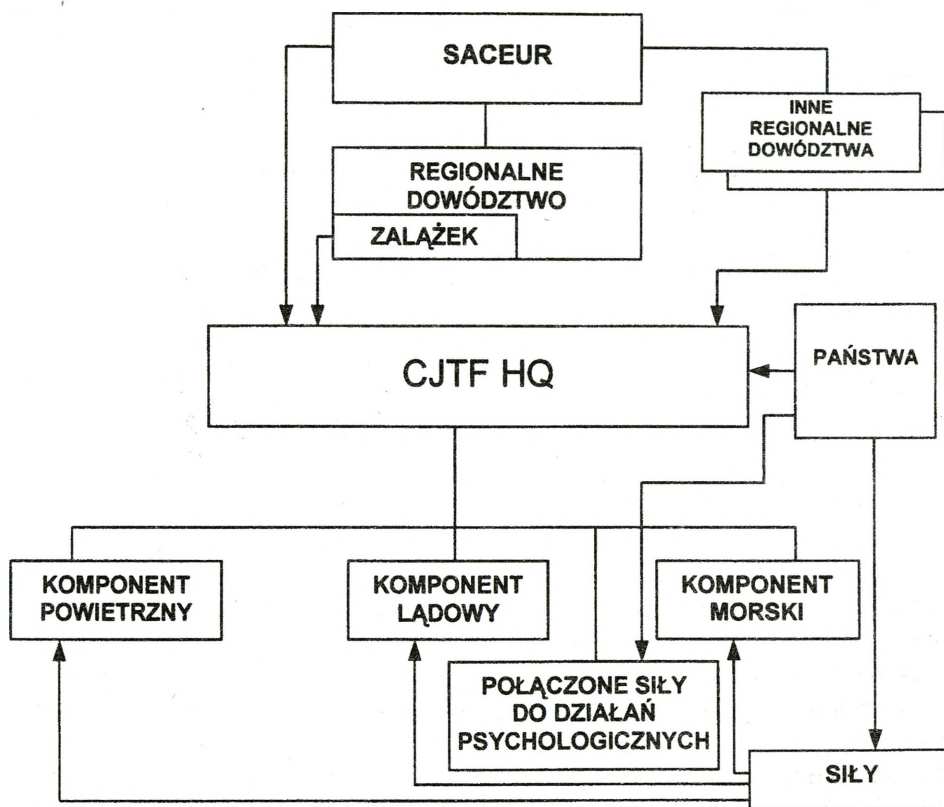 SACEUR
INNE
REGIONALNE
DOWÓDZTWA
REGIONALNE
DOWÓDZTWO
ZALĄŻEK
CJTF HQ
PAŃSTWA
KOMPONENT
POWIETRZNY
KOMPONENT
LĄDOWY
KOMPONENT
MORSKI
POŁĄCZONE SIŁY
DO DZIAŁAŃ
PSYCHOLOGICZNYCH
SIŁY